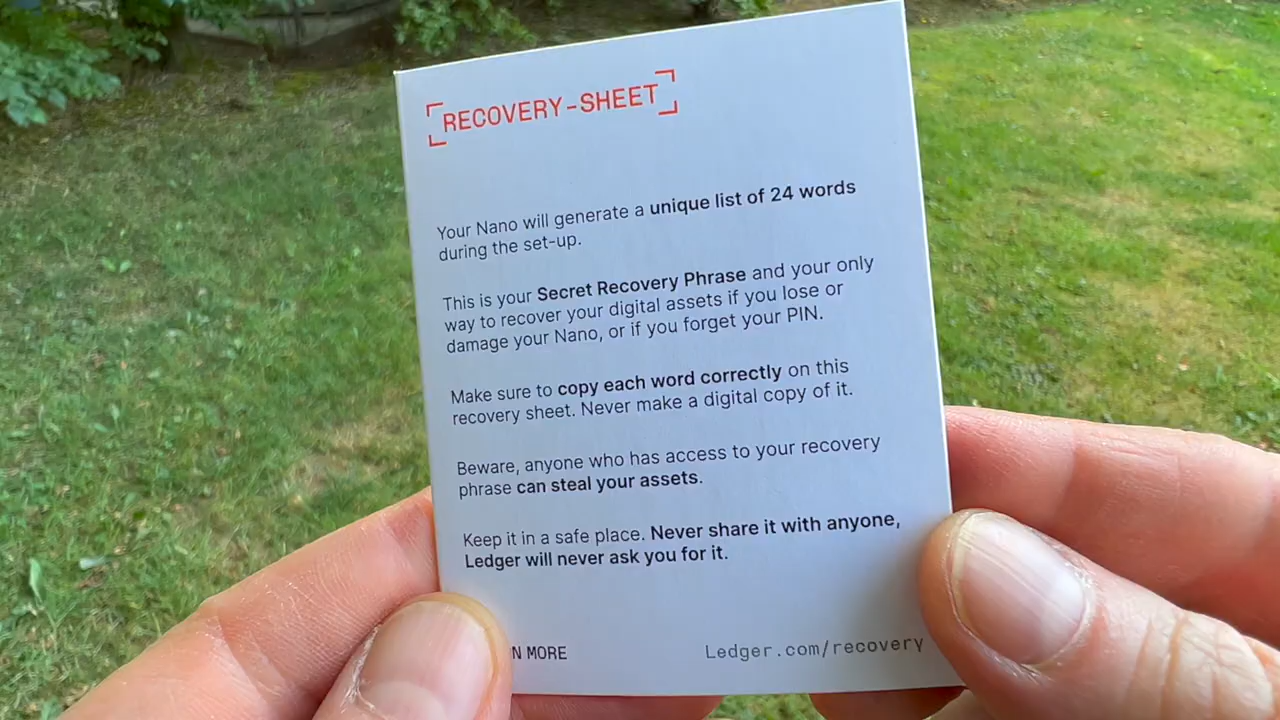 RECOVERY-SHEET
Your Nano will generate a unique list of 24 words
during the set-up.
This is your Secret Recovery Phrase and your only
way to recover your digital assets if you lose or
damage your Nano, or if you forget your PIN.
Make sure to copy each word correctly on this
recovery sheet. Never make a digital copy of it.
Beware, anyone who has access to your recovery
phrase can steal your assets.
Keep it in a safe place. Never share it with anyone,
Ledger will never ask you for it.
MORE
Ledger.com/recovery